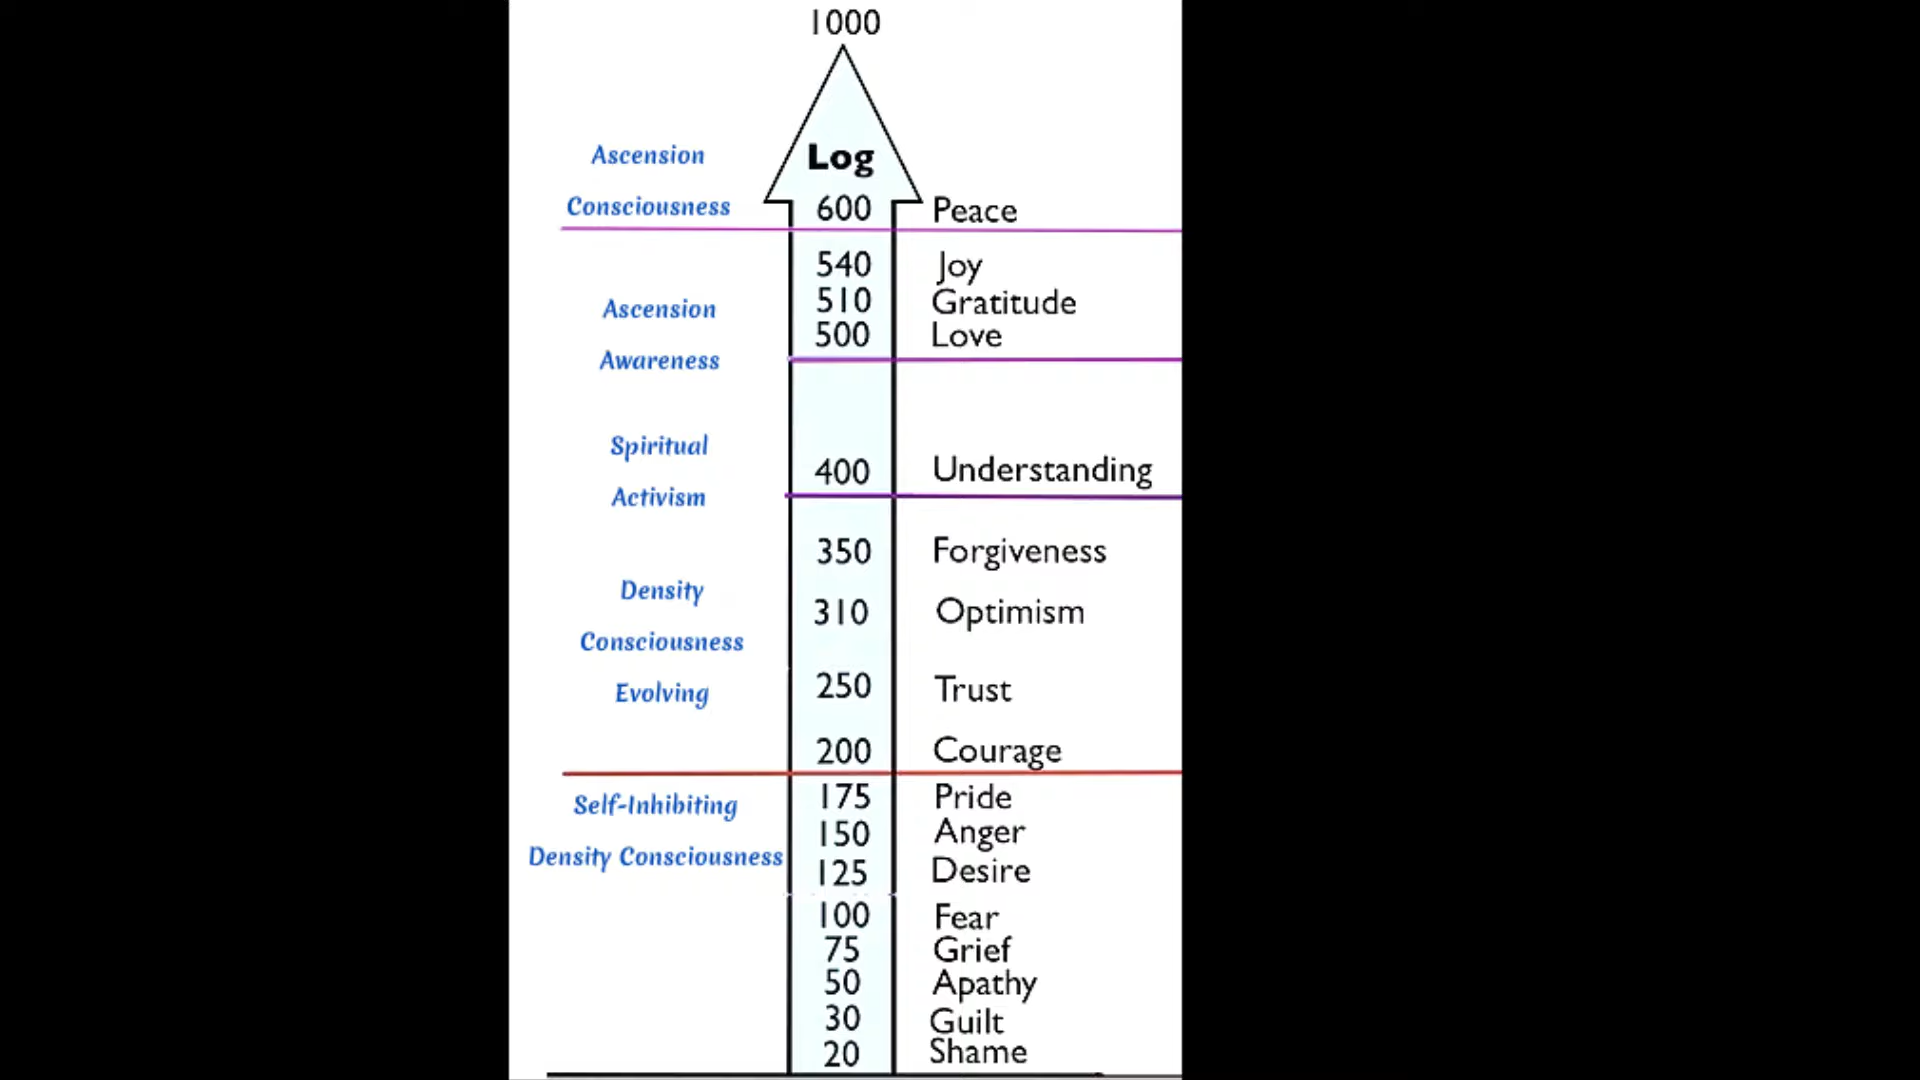 1000
Log
Ascension
Consciousness
600 Peace
540 Joy
510 Gratitude
500 Love
Ascension
Awareness
Spiritual
Activism
400 Understanding
350 Forgiveness
310 Optimism
Density
Consciousness
Evolving
250 Trust
200 Courage
175 Pride
Self-Inhibiting
Density Consciousness
150 Anger
125 Desire
100 Fear
75 Grief
50 Apathy
30 Guilt
20 Shame